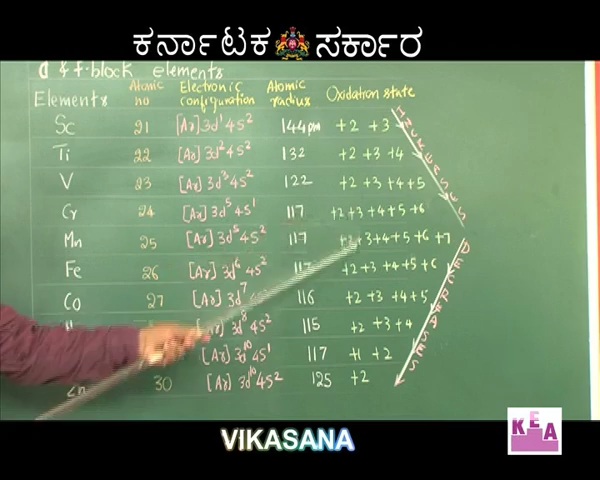 ಕರ್ನಾಟಕ ಸರ್ಕಾರ
d & f-block elements
Elements Atomic no Electronic configuration Atomic radius Oxidation state
Sc 21 [Ar] 3d¹ 4s² 144pm +2 +3
Ti 22 [Ar] 3d² 4s² 132 +2 +3 +4
V 23 [Ar] 3d³ 4s² 122 +2 +3 +4 +5
Cr 24 [Ar] 3d⁵ 4s¹ 117 +2 +3 +4 +5 +6
Mn 25 [Ar] 3d⁵ 4s² 117 +2 +3 +4 +5 +6 +7
Fe 26 [Ar] 3d⁶ 4s² +2 +3 +4 +5 +6
Co 27 [Ar] 3d⁷ 116 +2 +3 +4 +5
[Ar] 3d⁸ 4s² 115 +2 +3 +4
[Ar] 3d¹⁰ 4s¹ 117 +1 +2
Zn 30 [Ar] 3d¹⁰ 4s² 125 +2
INCREASES
DECREASES
KEA
VIKASANA